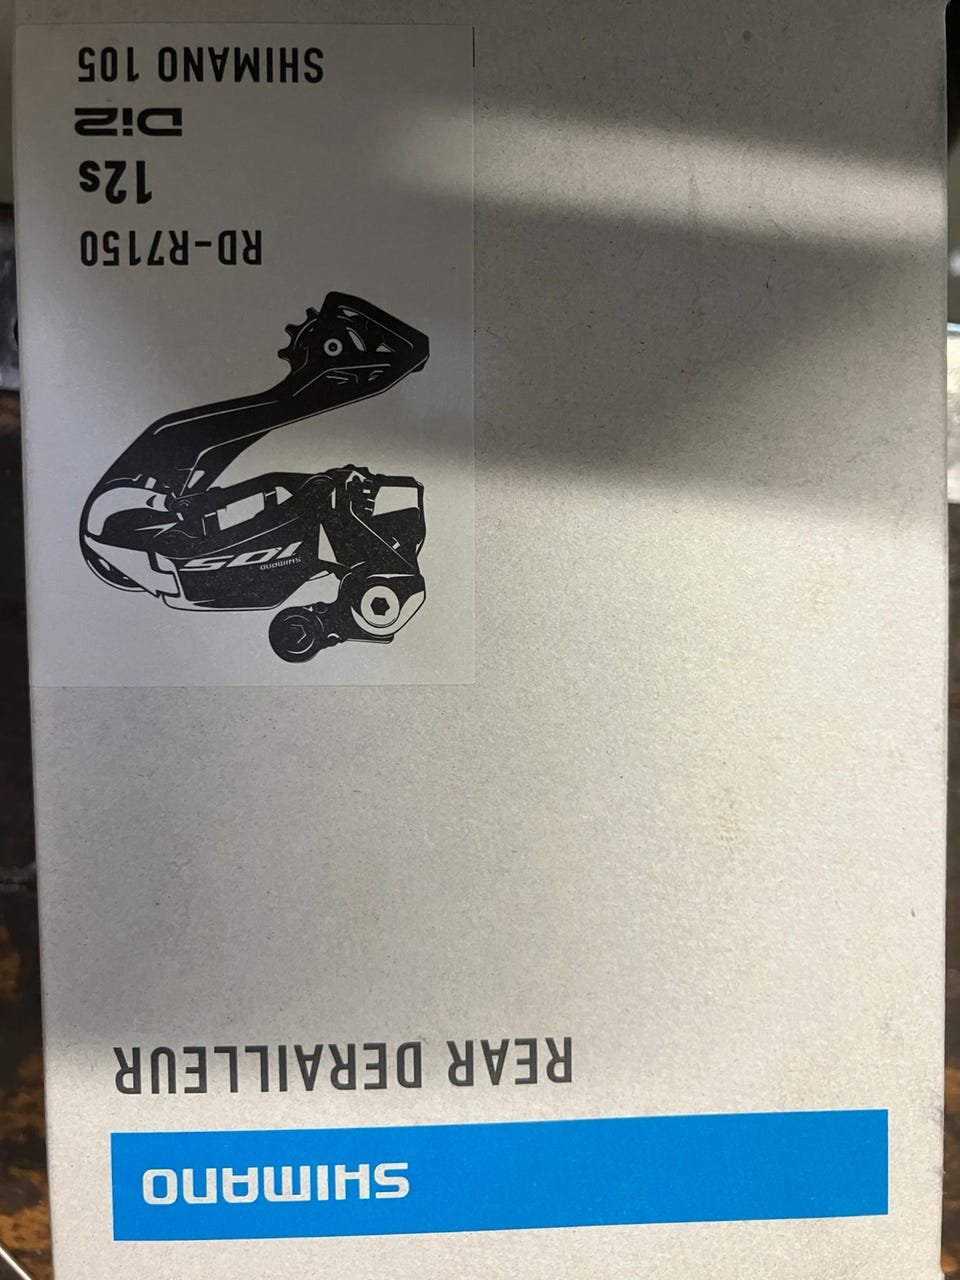 SHIMANO
REAR DERAILLEUR
105
SHIMANO
RD-R7150
12s
Di2
SHIMANO 105